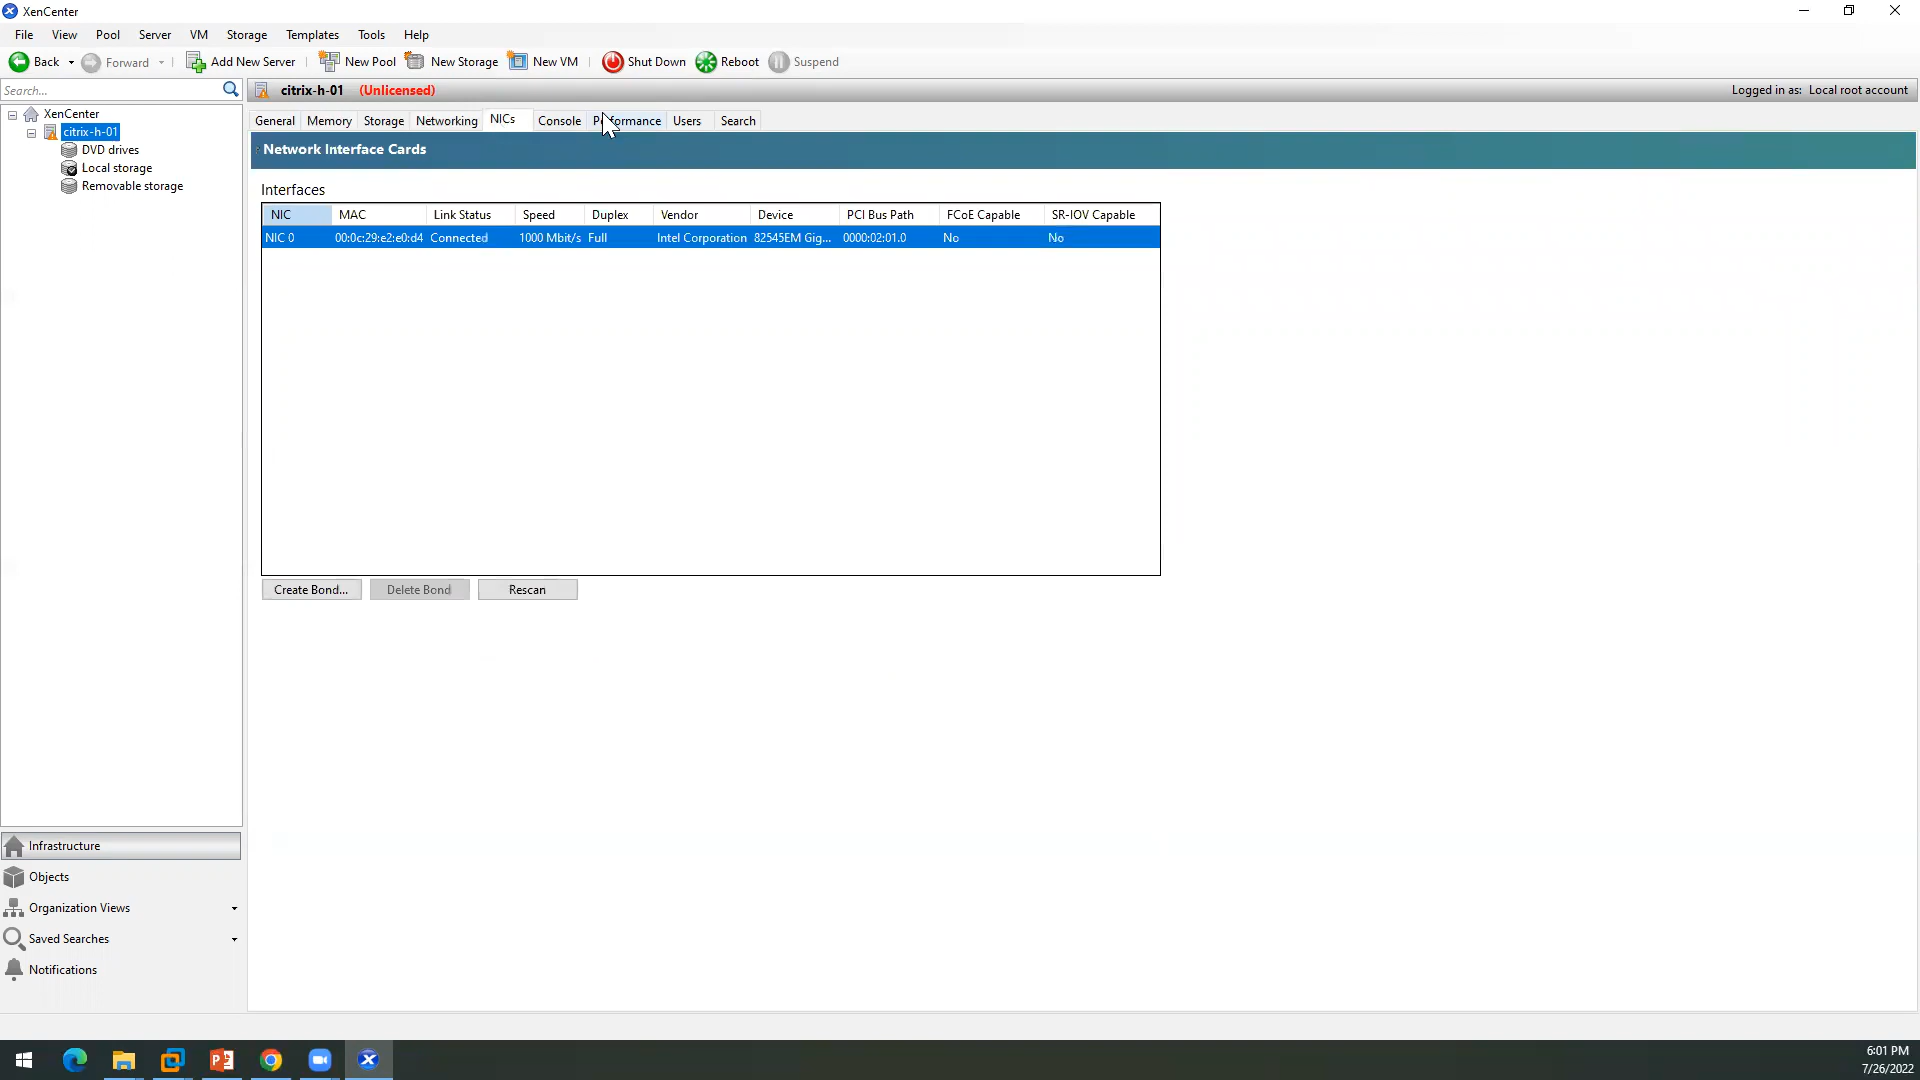 XenCenter
File View Pool Server VM Storage Templates Tools Help
Back Forward Add New Server New Pool New Storage New VM Shut Down Reboot Suspend
Search...
citrix-h-01 (Unlicensed)
Logged in as: Local root account
XenCenter
citrix-h-01
DVD drives
Local storage
Removable storage
General Memory Storage Networking NICs Console Performance Users Search
Network Interface Cards
Interfaces
NIC MAC Link Status Speed Duplex Vendor Device PCI Bus Path FCoE Capable SR-IOV Capable
NIC 0 00:0c:29:e2:e0:d4 Connected 1000 Mbit/s Full Intel Corporation 82545EM Gig... 0000:02:01.0 No No
Create Bond... Delete Bond Rescan
Infrastructure
Objects
Organization Views
Saved Searches
Notifications
6:01 PM
7/26/2022